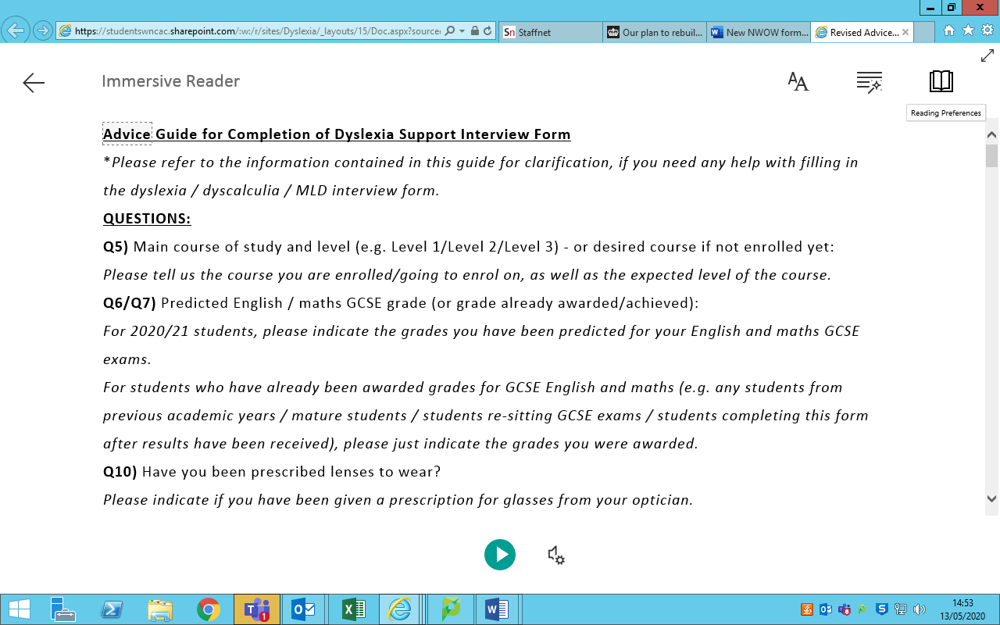 https://studentswncac.sharepoint.com/:w:/r/sites/Dyslexia/_layouts/15/Doc.aspx?source
Sn Staffnet
Our plan to rebuil...
New NWOW form...
Revised Advice...
Immersive Reader
AA
Reading Preferences
Advice Guide for Completion of Dyslexia Support Interview Form
*Please refer to the information contained in this guide for clarification, if you need any help with filling in
the dyslexia / dyscalculia / MLD interview form.
QUESTIONS:
Q5) Main course of study and level (e.g. Level 1/Level 2/Level 3) - or desired course if not enrolled yet:
Please tell us the course you are enrolled/going to enrol on, as well as the expected level of the course.
Q6/Q7) Predicted English / maths GCSE grade (or grade already awarded/achieved):
For 2020/21 students, please indicate the grades you have been predicted for your English and maths GCSE
exams.
For students who have already been awarded grades for GCSE English and maths (e.g. any students from
previous academic years / mature students / students re-sitting GCSE exams / students completing this form
after results have been received), please just indicate the grades you were awarded.
Q10) Have you been prescribed lenses to wear?
Please indicate if you have been given a prescription for glasses from your optician.
1
14:53
13/05/2020